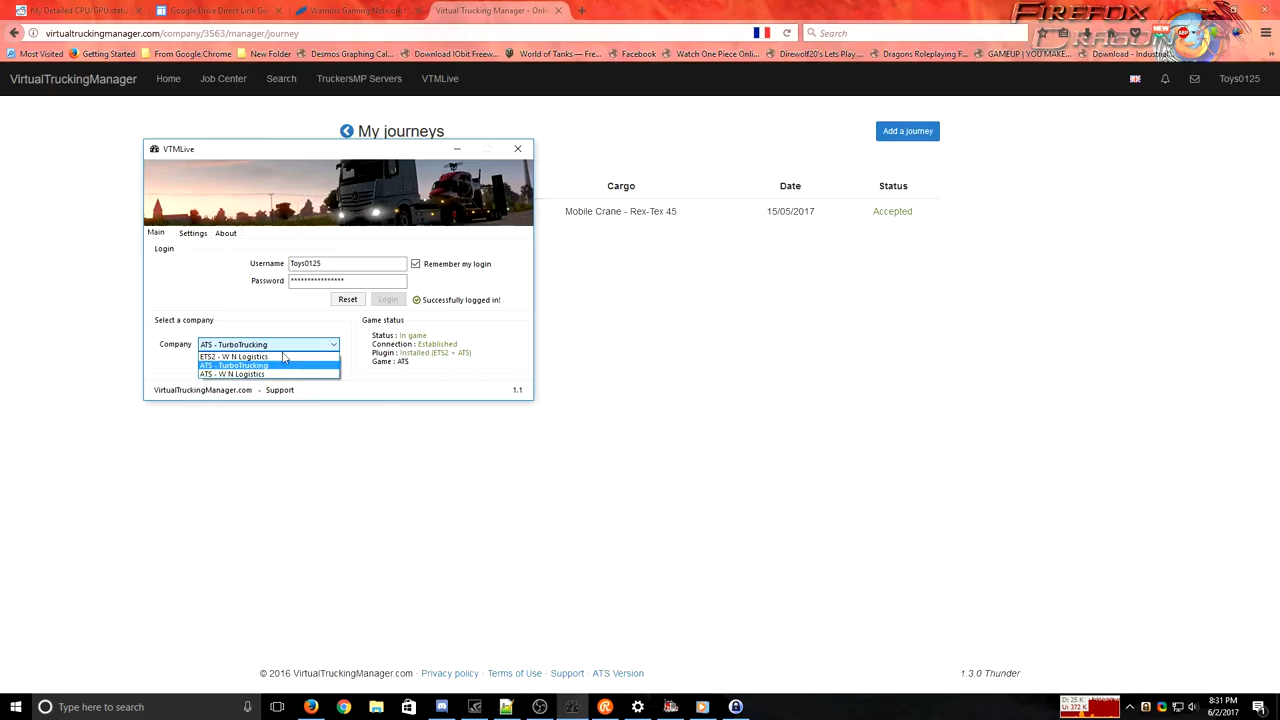 My Detailed CPU/GPU status
Google Drive Direct Link Ge
Warriors Gaming Network
Virtual Trucking Manager - Onli
FIREFOX
virtualtruckingmanager.com/company/3563/manager/journey
Search
NEW
ABP
Most Visited
Getting Started
From Google Chrome
New Folder
Desmos Graphing Cal...
Download IOBit Freew...
World of Tanks — Fre...
Facebook
Watch One Piece Onlin...
Direwolf20's Lets Play ...
Dragons Roleplaying F...
GAMEUP | YOU MAKE...
Download - Industrial...
VirtualTruckingManager
Home
Job Center
Search
TruckersMP Servers
VTMLive
Toys0125
My journeys
Add a journey
Cargo
Date
Status
Mobile Crane - Rex-Tex 45
15/05/2017
Accepted
VTMLive
Main
Settings
About
Login
Username
Toys0125
Remember my login
Password
****************
Reset
Login
Successfully logged in!
Select a company
Company
ATS - TurboTrucking
ETS2 - W N Logistics
ATS - TurboTrucking
ATS - W N Logistics
Game status
Status : In game
Connection : Established
Plugin : Installed (ETS2 + ATS)
Game : ATS
VirtualTruckingManager.com - Support
1.1
© 2016 VirtualTruckingManager.com · Privacy policy · Terms of Use · Support · ATS Version
1.3.0 Thunder
Type here to search
D: 25 K
U: 372 K
8:31 PM
6/2/2017